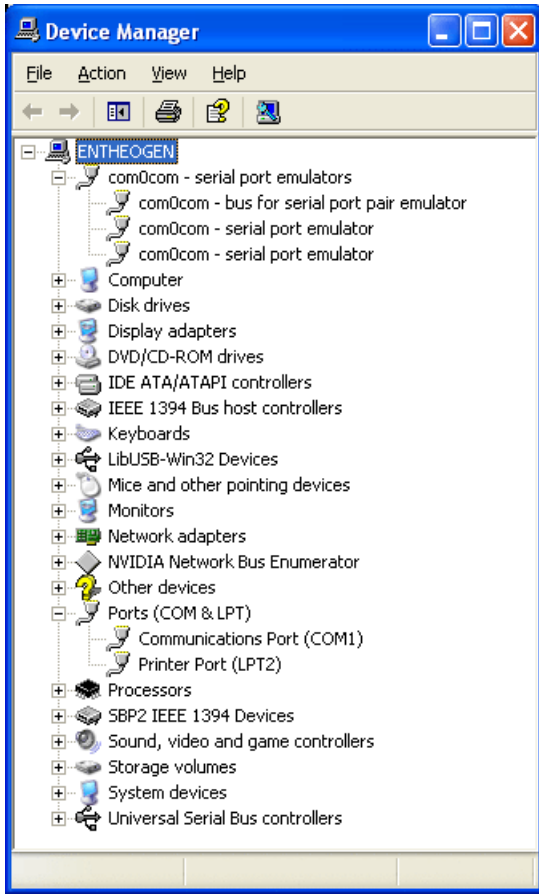 Device Manager
File Action View Help
ENTHEOGEN
com0com - serial port emulators
com0com - bus for serial port pair emulator
com0com - serial port emulator
com0com - serial port emulator
Computer
Disk drives
Display adapters
DVD/CD-ROM drives
IDE ATA/ATAPI controllers
IEEE 1394 Bus host controllers
Keyboards
LibUSB-Win32 Devices
Mice and other pointing devices
Monitors
Network adapters
NVIDIA Network Bus Enumerator
Other devices
Ports (COM & LPT)
Communications Port (COM1)
Printer Port (LPT2)
Processors
SBP2 IEEE 1394 Devices
Sound, video and game controllers
Storage volumes
System devices
Universal Serial Bus controllers